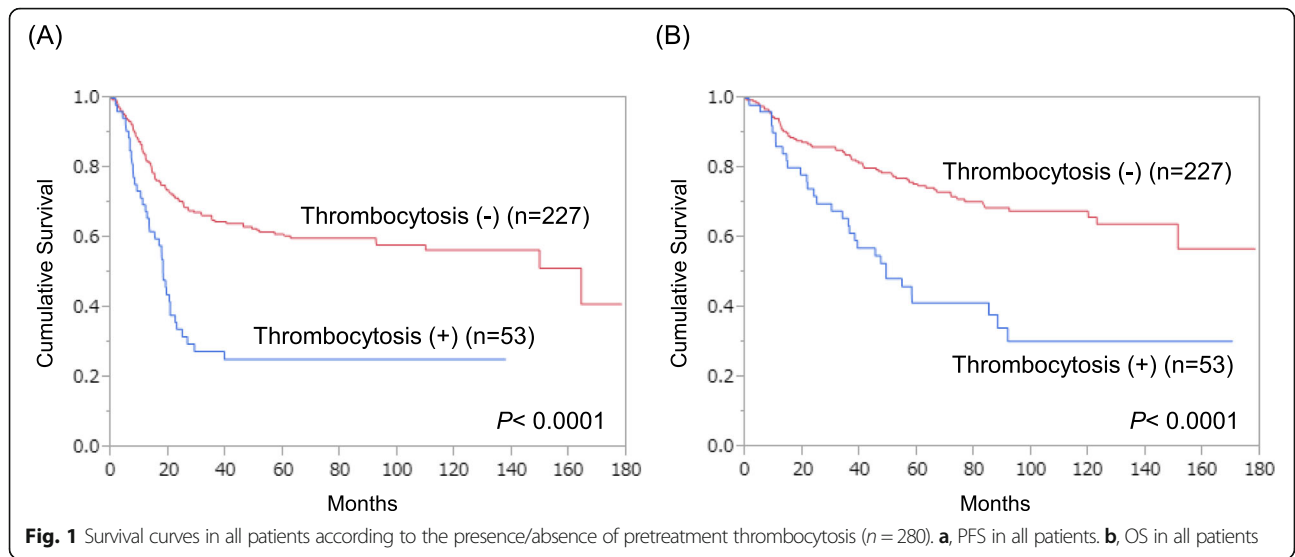 (A)
(B)
1.0
0.8
0.6
0.4
0.2
0.0
Cumulative Survival
Thrombocytosis (-) (n=227)
Thrombocytosis (+) (n=53)
P< 0.0001
0 20 40 60 80 100 120 140 160 180
Months
1.0
0.8
0.6
0.4
0.2
0.0
Cumulative Survival
Thrombocytosis (-) (n=227)
Thrombocytosis (+) (n=53)
P< 0.0001
0 20 40 60 80 100 120 140 160 180
Months
Fig. 1 Survival curves in all patients according to the presence/absence of pretreatment thrombocytosis (n = 280). a, PFS in all patients. b, OS in all patients